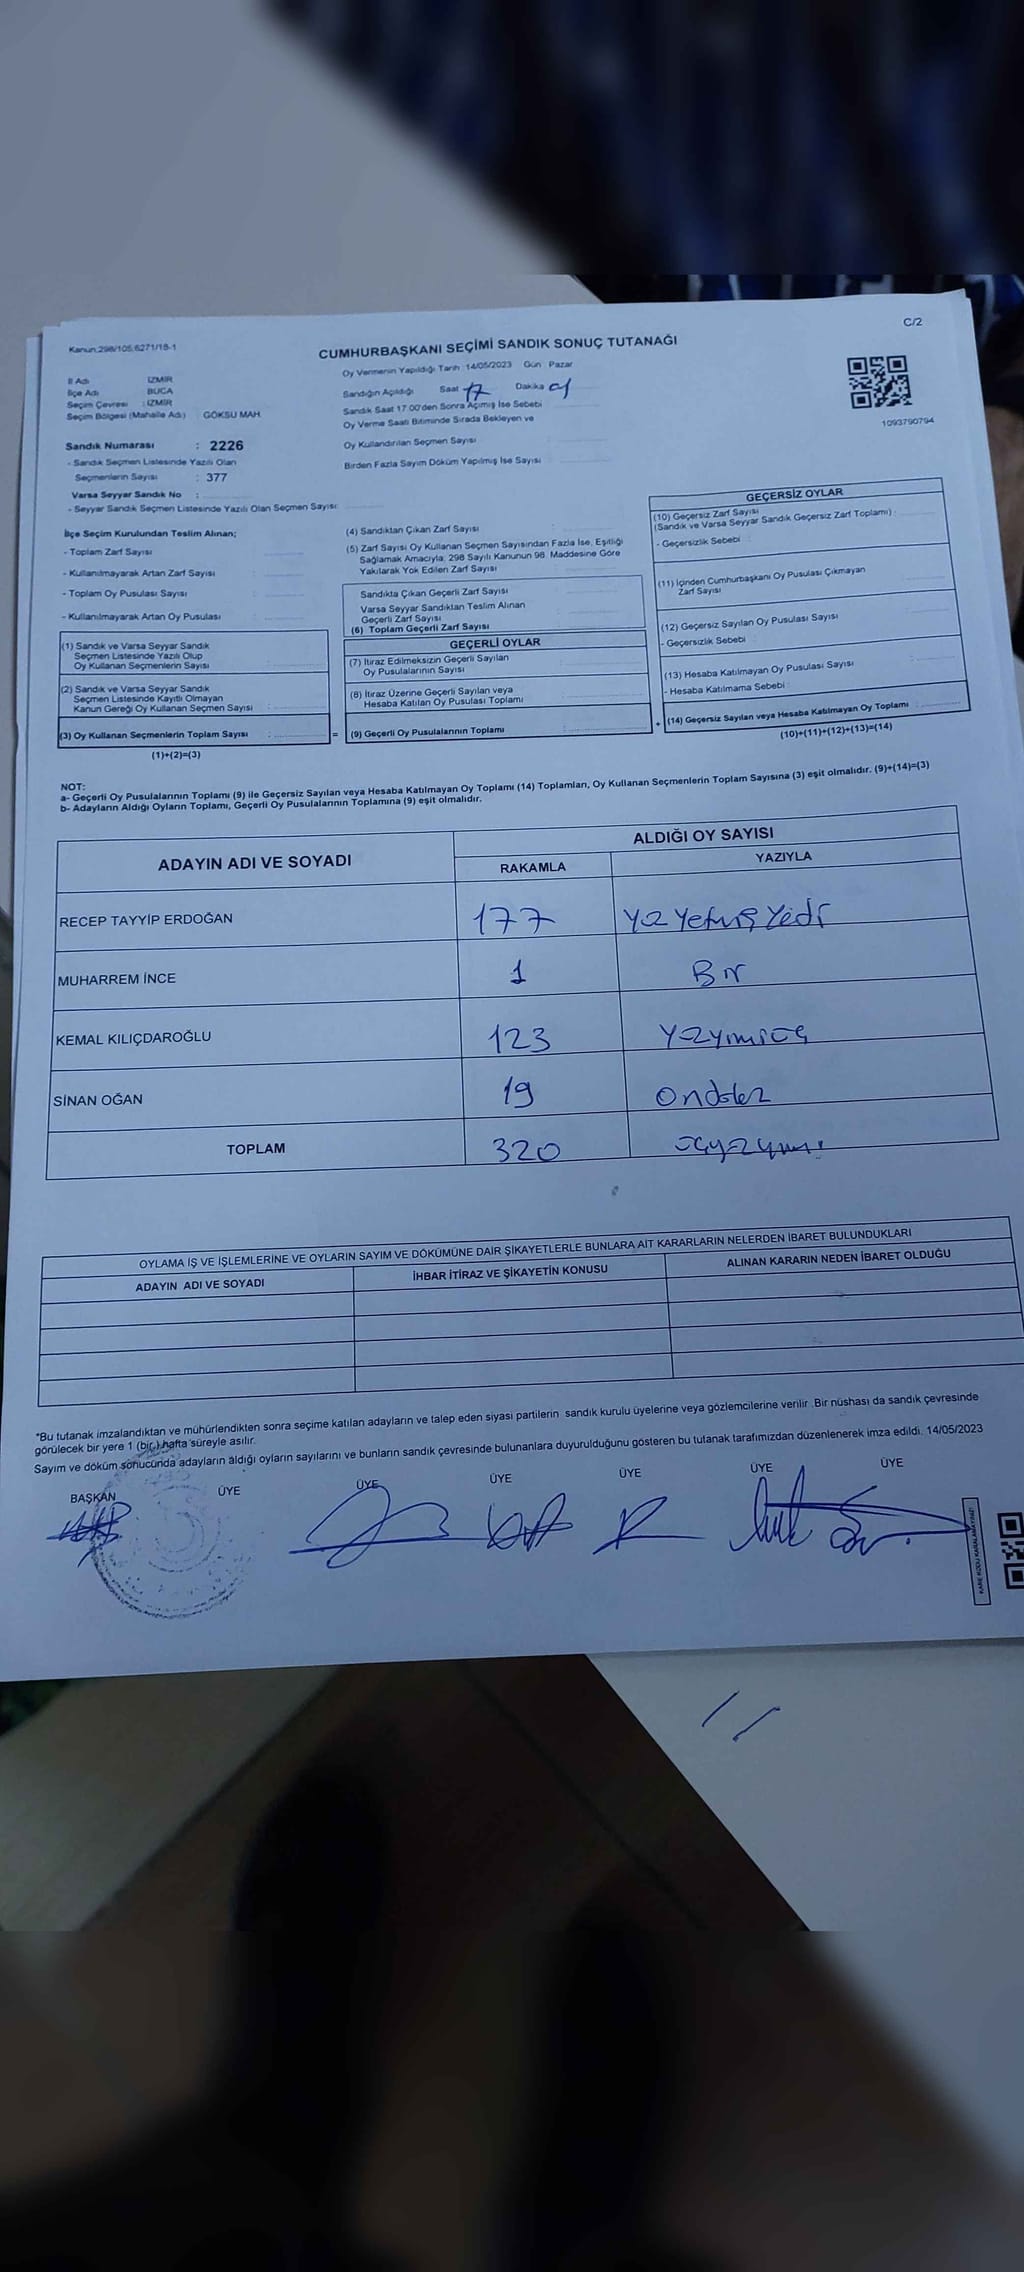 Kanun:298/105;6271/18-1
C/2
CUMHURBAŞKANI SEÇİMİ SANDIK SONUÇ TUTANAĞI
Oy Vermenin Yapıldığı Tarih : 14/05/2023 Gün : Pazar
İl Adı : İZMİR
İlçe Adı : BUCA
Seçim Çevresi : İZMİR
Seçim Bölgesi (Mahalle Adı) : GÖKSU MAH.
Sandığın Açıldığı Saat 17 Dakika 01
Sandık Saat 17.00'den Sonra Açılmış İse Sebebi
Oy Verme Saati Bitiminde Sırada Bekleyen ve
Oy Kullandırılan Seçmen Sayısı :
Birden Fazla Sayım Döküm Yapılmış İse Sayısı :
1093790794
Sandık Numarası : 2226
- Sandık Seçmen Listesinde Yazılı Olan
Seçmenlerin Sayısı : 377
Varsa Seyyar Sandık No :
- Seyyar Sandık Seçmen Listesinde Yazılı Olan Seçmen Sayısı:
İlçe Seçim Kurulundan Teslim Alınan;
- Toplam Zarf Sayısı :
- Kullanılmayarak Artan Zarf Sayısı :
- Toplam Oy Pusulası Sayısı :
- Kullanılmayarak Artan Oy Pusulası :
(1) Sandık ve Varsa Seyyar Sandık
Seçmen Listesinde Yazılı Olup
Oy Kullanan Seçmenlerin Sayısı :
(2) Sandık ve Varsa Seyyar Sandık
Seçmen Listesinde Kayıtlı Olmayan
Kanun Gereği Oy Kullanan Seçmen Sayısı :
(3) Oy Kullanan Seçmenlerin Toplam Sayısı :
(1)+(2)=(3)
(4) Sandıktan Çıkan Zarf Sayısı :
(5) Zarf Sayısı Oy Kullanan Seçmen Sayısından Fazla İse, Eşitliği
Sağlamak Amacıyla, 298 Sayılı Kanunun 98. Maddesine Göre
Yakılarak Yok Edilen Zarf Sayısı :
Sandıkta Çıkan Geçerli Zarf Sayısı :
Varsa Seyyar Sandıktan Teslim Alınan
Geçerli Zarf Sayısı :
(6) Toplam Geçerli Zarf Sayısı :
GEÇERLİ OYLAR
(7) İtiraz Edilmeksizin Geçerli Sayılan
Oy Pusulalarının Sayısı :
(8) İtiraz Üzerine Geçerli Sayılan veya
Hesaba Katılan Oy Pusulası Toplamı :
= (9) Geçerli Oy Pusulalarının Toplamı :
GEÇERSİZ OYLAR
(10) Geçersiz Zarf Sayısı
(Sandık ve Varsa Seyyar Sandık Geçersiz Zarf Toplamı) :
- Geçersizlik Sebebi :
(11) İçinden Cumhurbaşkanı Oy Pusulası Çıkmayan
Zarf Sayısı :
(12) Geçersiz Sayılan Oy Pusulası Sayısı :
- Geçersizlik Sebebi :
(13) Hesaba Katılmayan Oy Pusulası Sayısı :
- Hesaba Katılmama Sebebi :
+ (14) Geçersiz Sayılan veya Hesaba Katılmayan Oy Toplamı :
(10)+(11)+(12)+(13)=(14)
NOT:
a- Geçerli Oy Pusulalarının Toplamı (9) ile Geçersiz Sayılan veya Hesaba Katılmayan Oy Toplamı (14) Toplamları, Oy Kullanan Seçmenlerin Toplam Sayısına (3) eşit olmalıdır. (9)+(14)=(3)
b- Adayların Aldığı Oyların Toplamı, Geçerli Oy Pusulalarının Toplamına (9) eşit olmalıdır.
ADAYIN ADI VE SOYADI
ALDIĞI OY SAYISI
RAKAMLA YAZIYLA
RECEP TAYYİP ERDOĞAN 177 Yüz Yetmiş Yedi
MUHARREM İNCE 1 Bir
KEMAL KILIÇDAROĞLU 123 Yüzyirmiüç
SİNAN OĞAN 19 Ondokuz
TOPLAM 320 üçyüzyirmi
OYLAMA İŞ VE İŞLEMLERİNE VE OYLARIN SAYIM VE DÖKÜMÜNE DAİR ŞİKAYETLERLE BUNLARA AİT KARARLARIN NELERDEN İBARET BULUNDUKLARI
ADAYIN ADI VE SOYADI İHBAR İTİRAZ VE ŞİKAYETİN KONUSU ALINAN KARARIN NEDEN İBARET OLDUĞU
*Bu tutanak imzalandıktan ve mühürlendikten sonra seçime katılan adayların ve talep eden siyasi partilerin sandık kurulu üyelerine veya gözlemcilerine verilir. Bir nüshası da sandık çevresinde
görülecek bir yere 1 (bir) hafta süreyle asılır.
Sayım ve döküm sonucunda adayların aldığı oyların sayılarını ve bunların sandık çevresinde bulunanlara duyurulduğunu gösteren bu tutanak tarafımızdan düzenlenerek imza edildi. 14/05/2023
BAŞKAN ÜYE ÜYE ÜYE ÜYE ÜYE ÜYE
KARE KODU KARALAMAYINIZ!